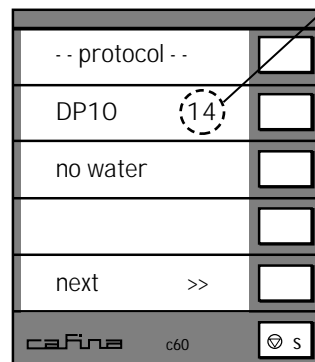 - - protocol - -
DP10 14
no water
next >>
cafina c60 S